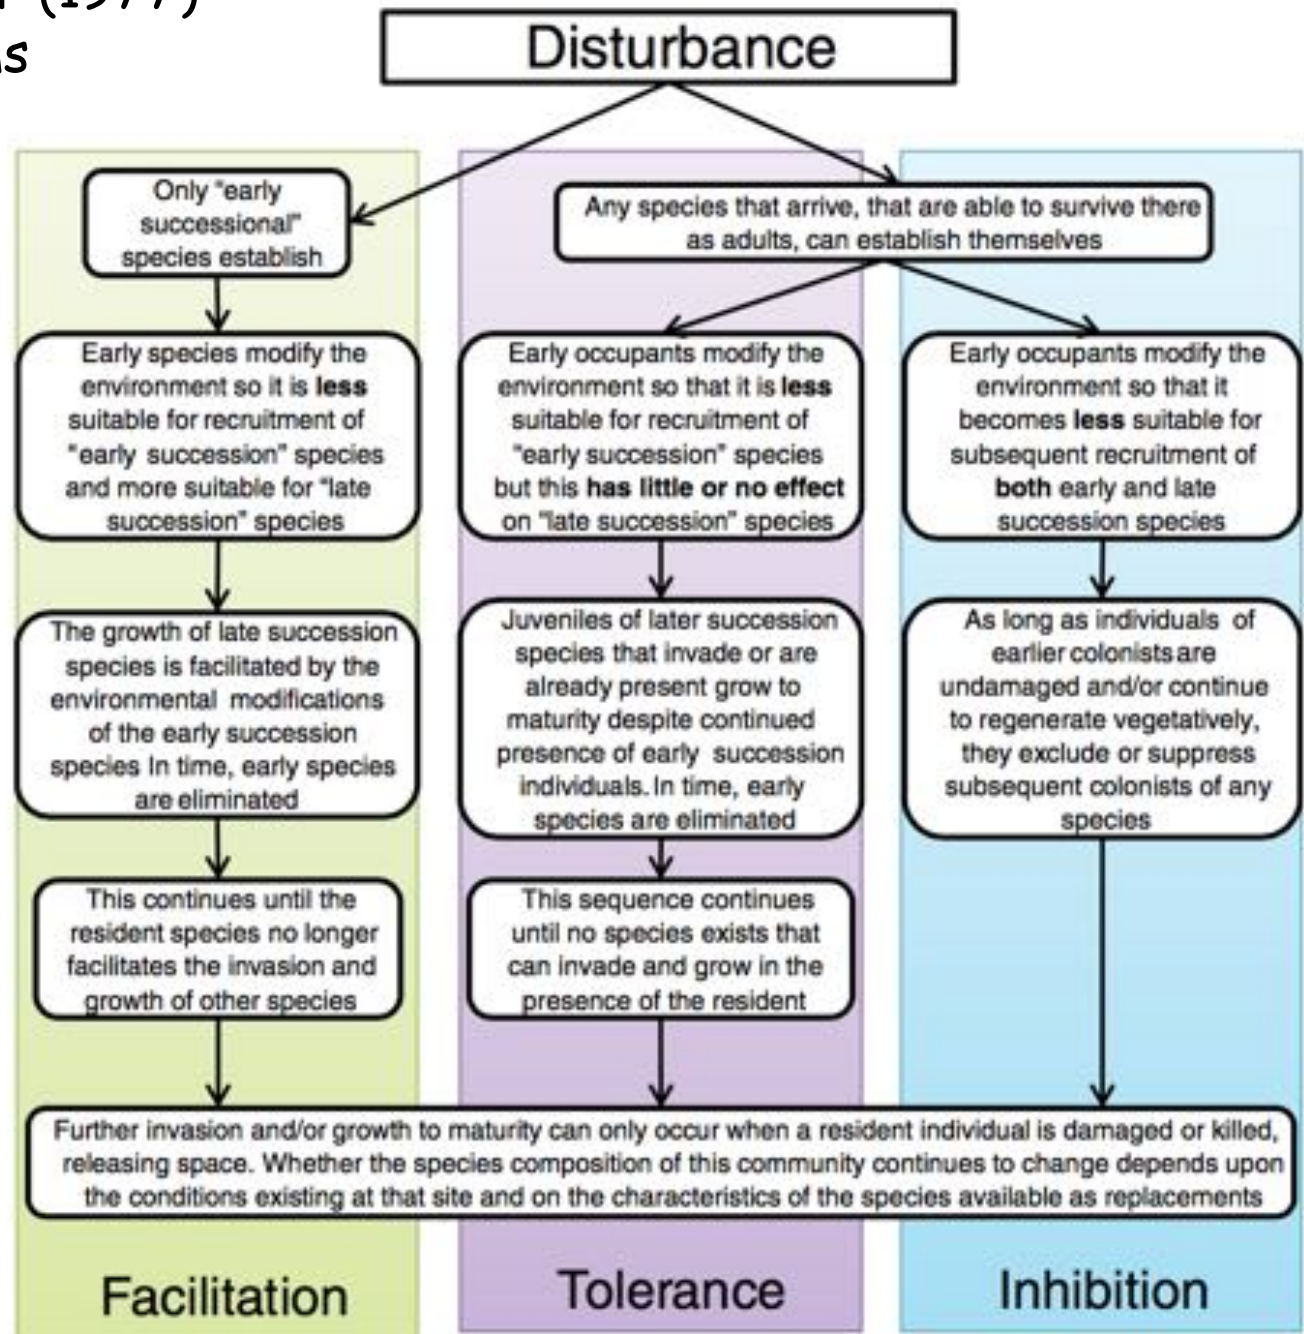 (1977)
Disturbance
Only "early
successional"
species establish
Any species that arrive, that are able to survive there
as adults, can establish themselves
Early species modify the
environment so it is less
suitable for recruitment of
"early succession" species
and more suitable for "late
succession" species
Early occupants modify the
environment so that it is less
suitable for recruitment of
"early succession" species
but this has little or no effect
on "late succession" species
Early occupants modify the
environment so that it
becomes less suitable for
subsequent recruitment of
both early and late
succession species
The growth of late succession
species is facilitated by the
environmental modifications
of the early succession
species In time, early species
are eliminated
Juveniles of later succession
species that invade or are
already present grow to
maturity despite continued
presence of early succession
individuals. In time, early
species are eliminated
As long as individuals of
earlier colonists are
undamaged and/or continue
to regenerate vegetatively,
they exclude or suppress
subsequent colonists of any
species
This continues until the
resident species no longer
facilitates the invasion and
growth of other species
This sequence continues
until no species exists that
can invade and grow in the
presence of the resident
Further invasion and/or growth to maturity can only occur when a resident individual is damaged or killed,
releasing space. Whether the species composition of this community continues to change depends upon
the conditions existing at that site and on the characteristics of the species available as replacements
Facilitation
Tolerance
Inhibition